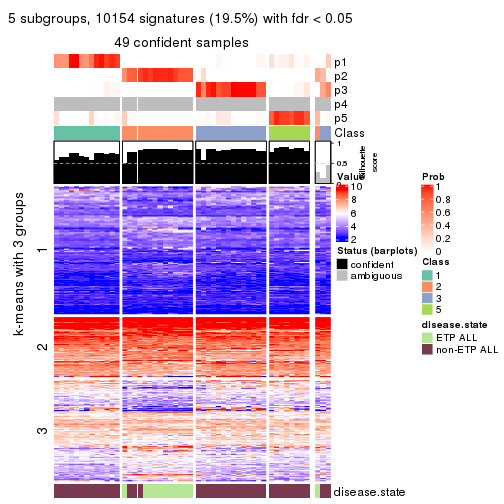 5 subgroups, 10154 signatures (19.5%) with fdr < 0.05
49 confident samples
p1
p2
p3
p4
p5
Class
1
0.5
0
Silhouette
score
k-means with 3 groups
1
2
3
Value
10
8
6
4
2
Status (barplots)
confident
ambiguous
Prob
1
0.8
0.6
0.4
0.2
0
Class
1
2
3
5
disease.state
ETP ALL
non-ETP ALL
disease.state